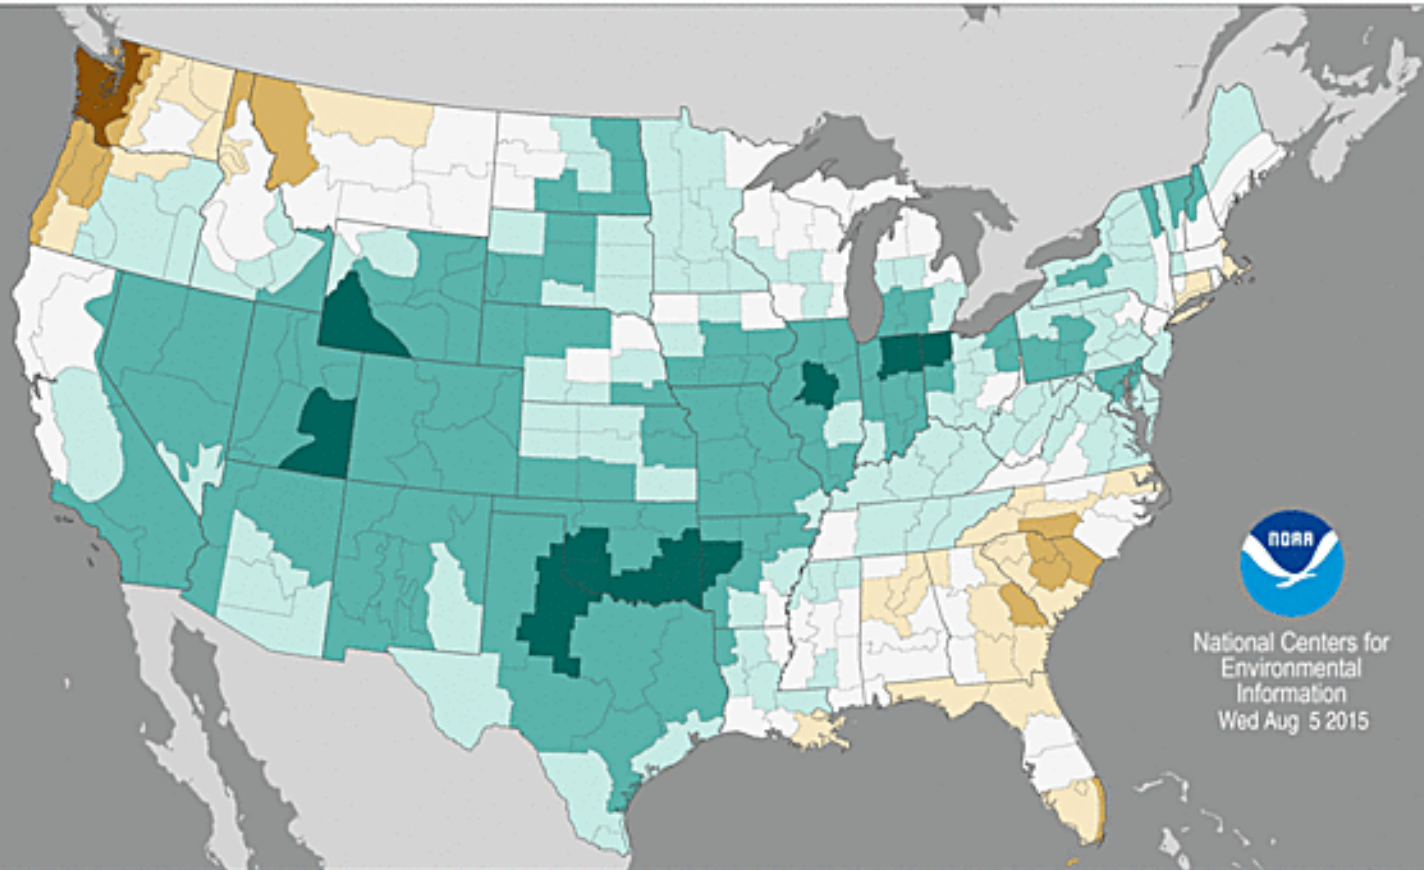 NOAA
National Centers for
Environmental
Information
Wed Aug 5 2015